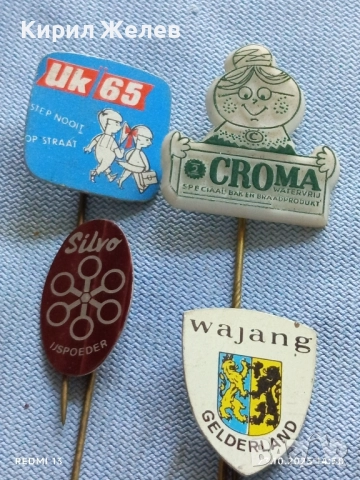 Кирил Желев
Uk 65
STEP NOOIT
OP STRAAT
CROMA
WATERVRIJ
SPECIAAL BAK EN BRAADPRODUKT
Silvo
IJSPOEDER
wajang
GELDERLAND
REDMI 13